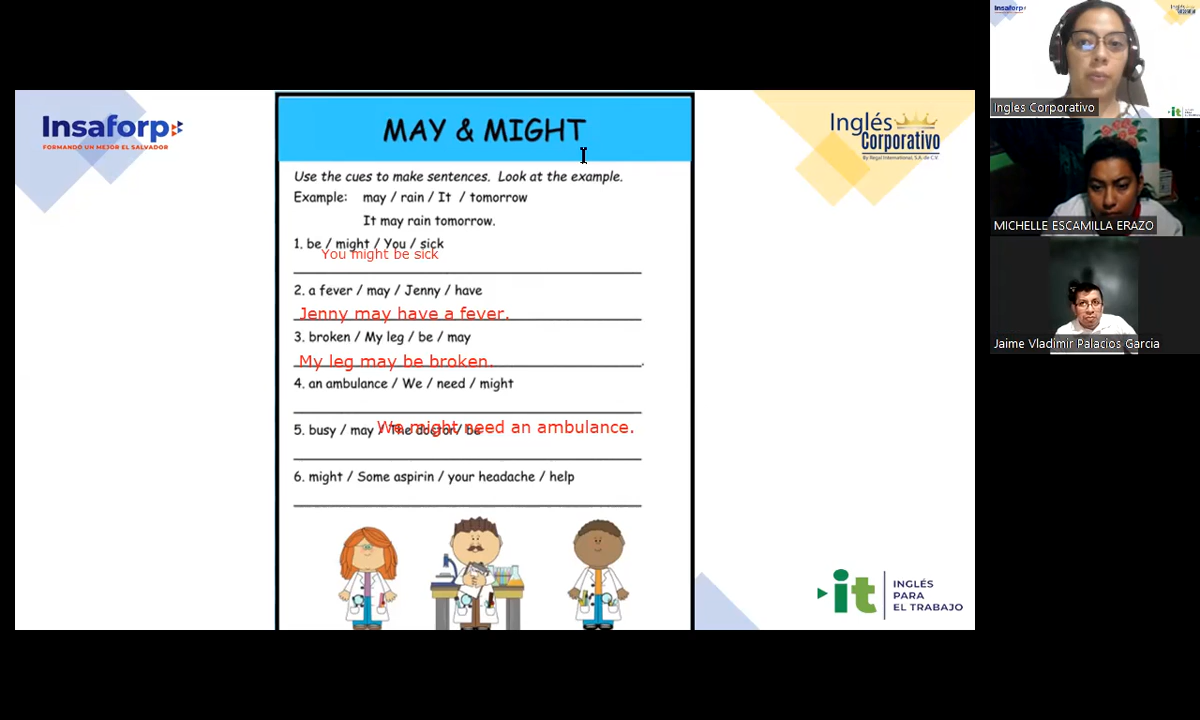 Insaforp
FORMANDO UN MEJOR EL SALVADOR
MAY & MIGHT
Inglés
Corporativo
By Regal International, S.A. de C.V.
Use the cues to make sentences. Look at the example.
Example: may / rain / It / tomorrow
It may rain tomorrow.
1. be / might / You / sick
You might be sick
2. a fever / may / Jenny / have
Jenny may have a fever.
3. broken / My leg / be / may
My leg may be broken.
4. an ambulance / We / need / might
We might need an ambulance.
5. busy / may / The doctor / be
6. might / Some aspirin / your headache / help
it
INGLÉS
PARA
EL TRABAJO
Insaforp
Ingles Corporativo
MICHELLE ESCAMILLA ERAZO
Jaime Vladimir Palacios Garcia